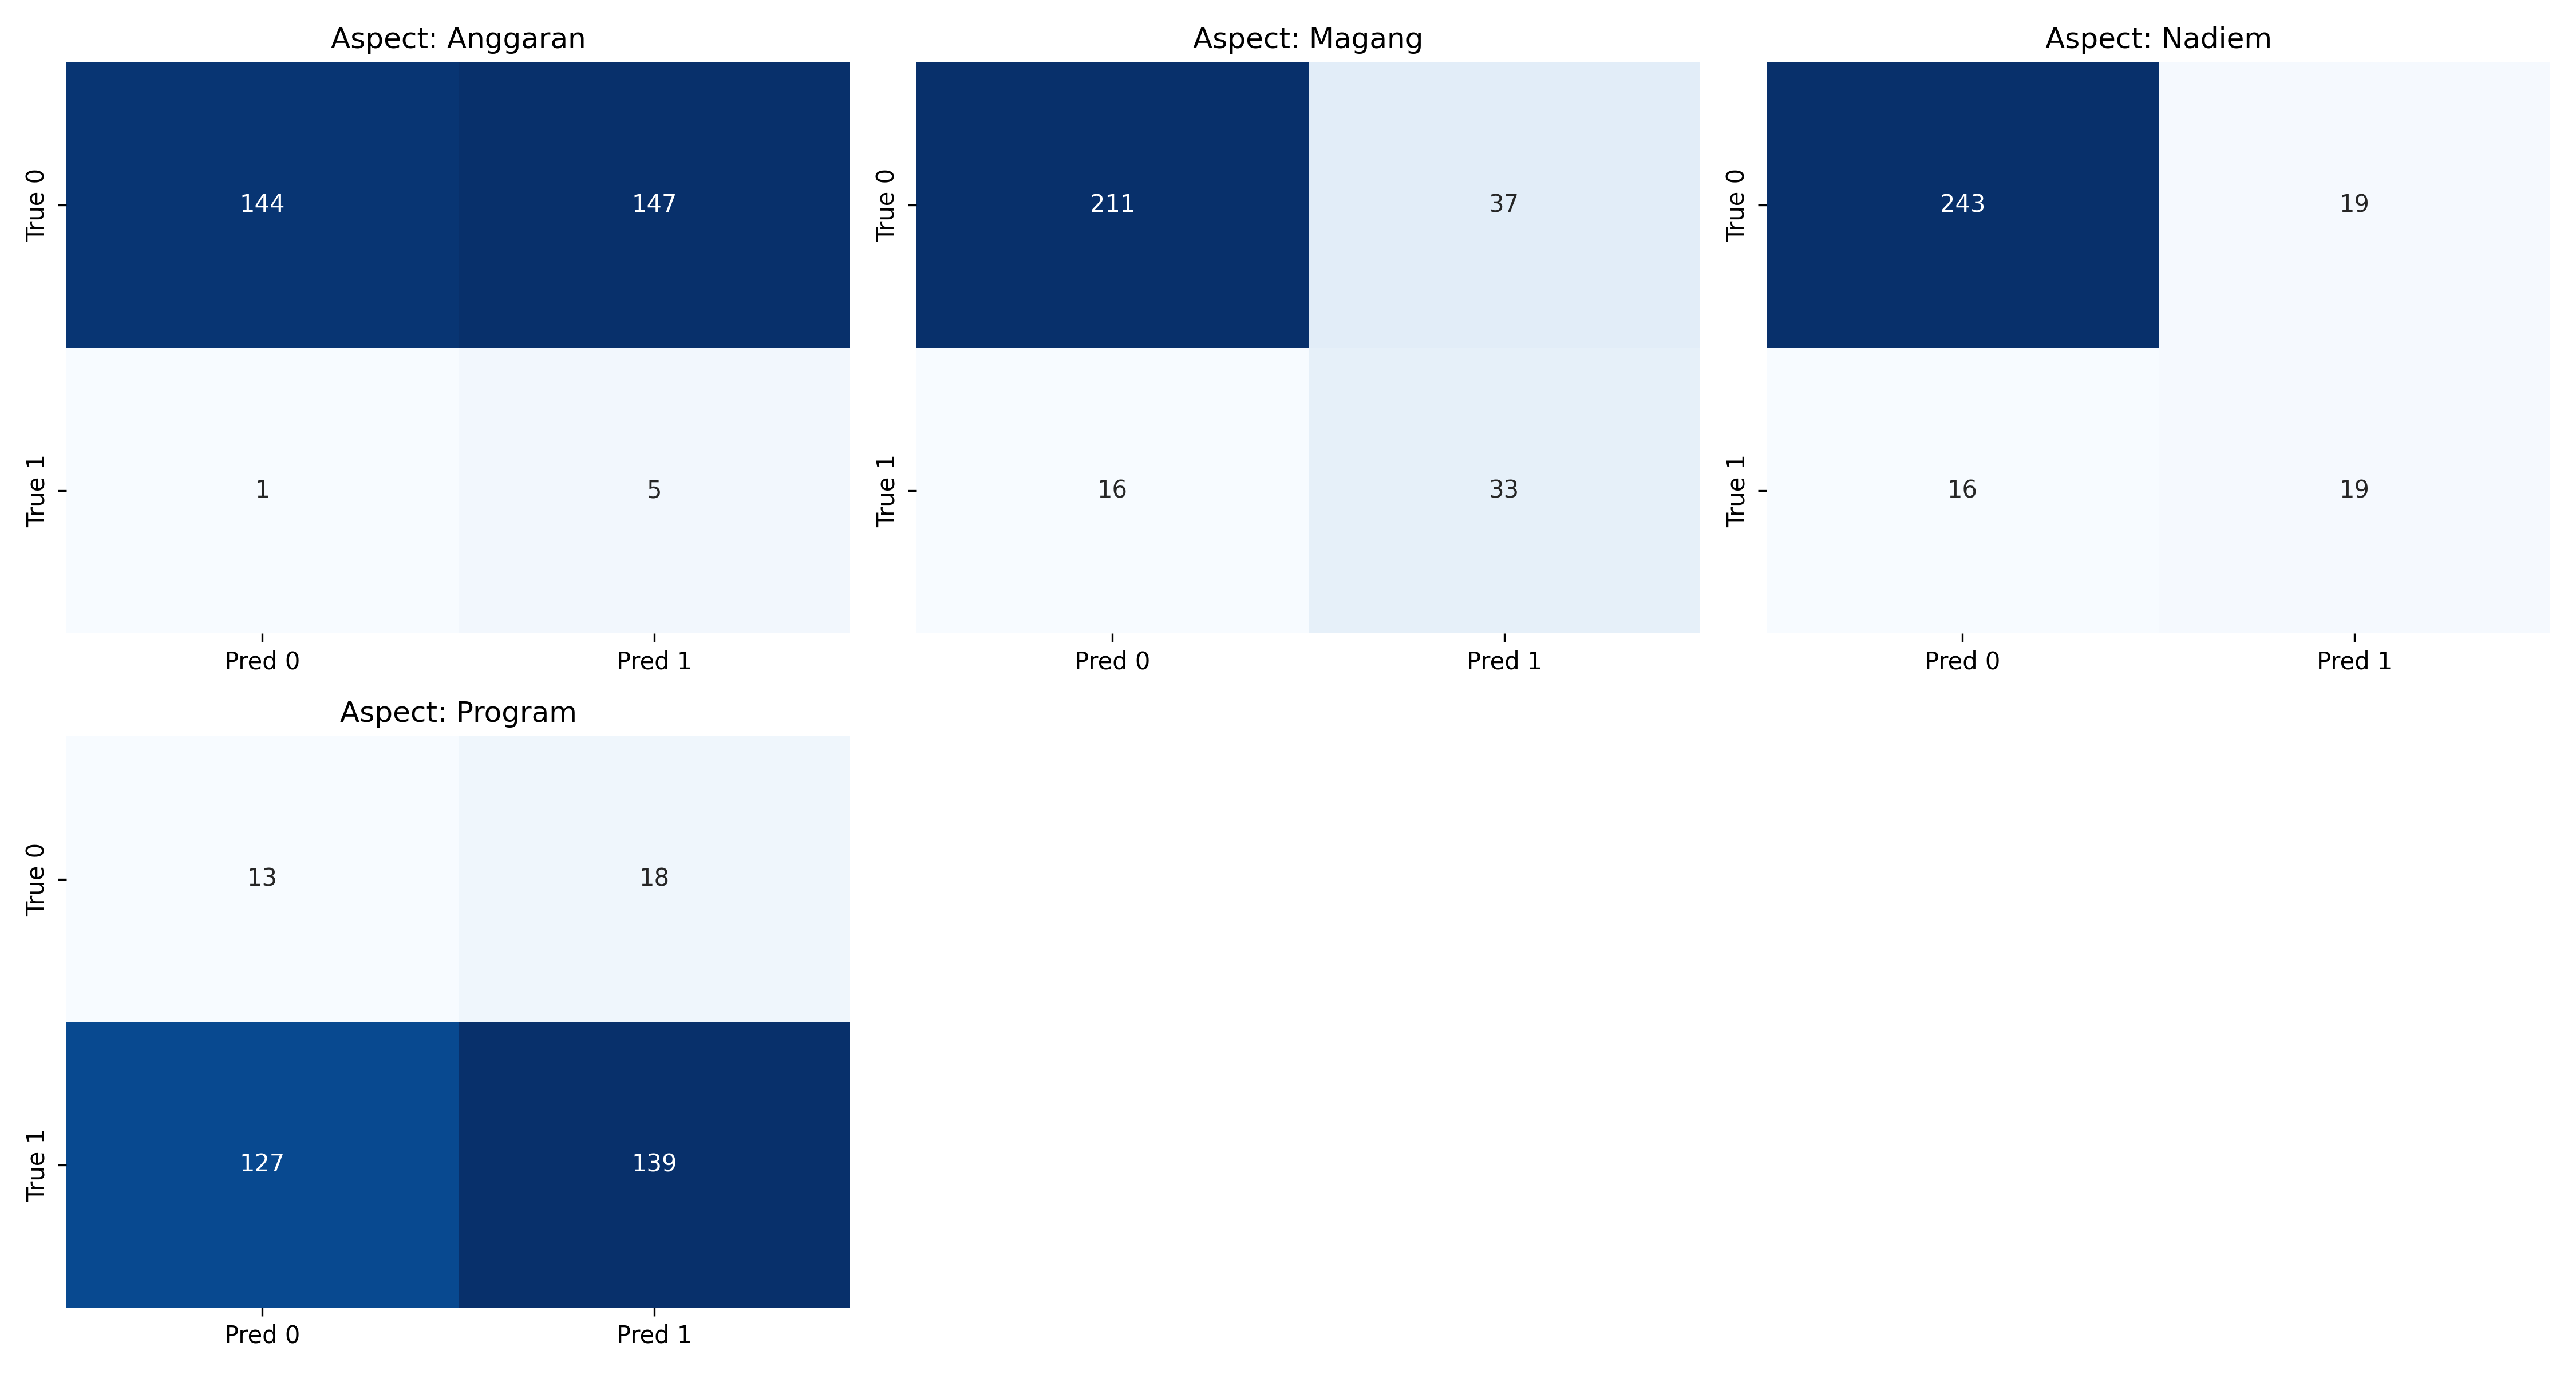 Aspect: Anggaran
True 0
144
147
True 1
1
5
Pred 0
Pred 1
Aspect: Magang
True 0
211
37
True 1
16
33
Pred 0
Pred 1
Aspect: Nadiem
True 0
243
19
True 1
16
19
Pred 0
Pred 1
Aspect: Program
True 0
13
18
True 1
127
139
Pred 0
Pred 1